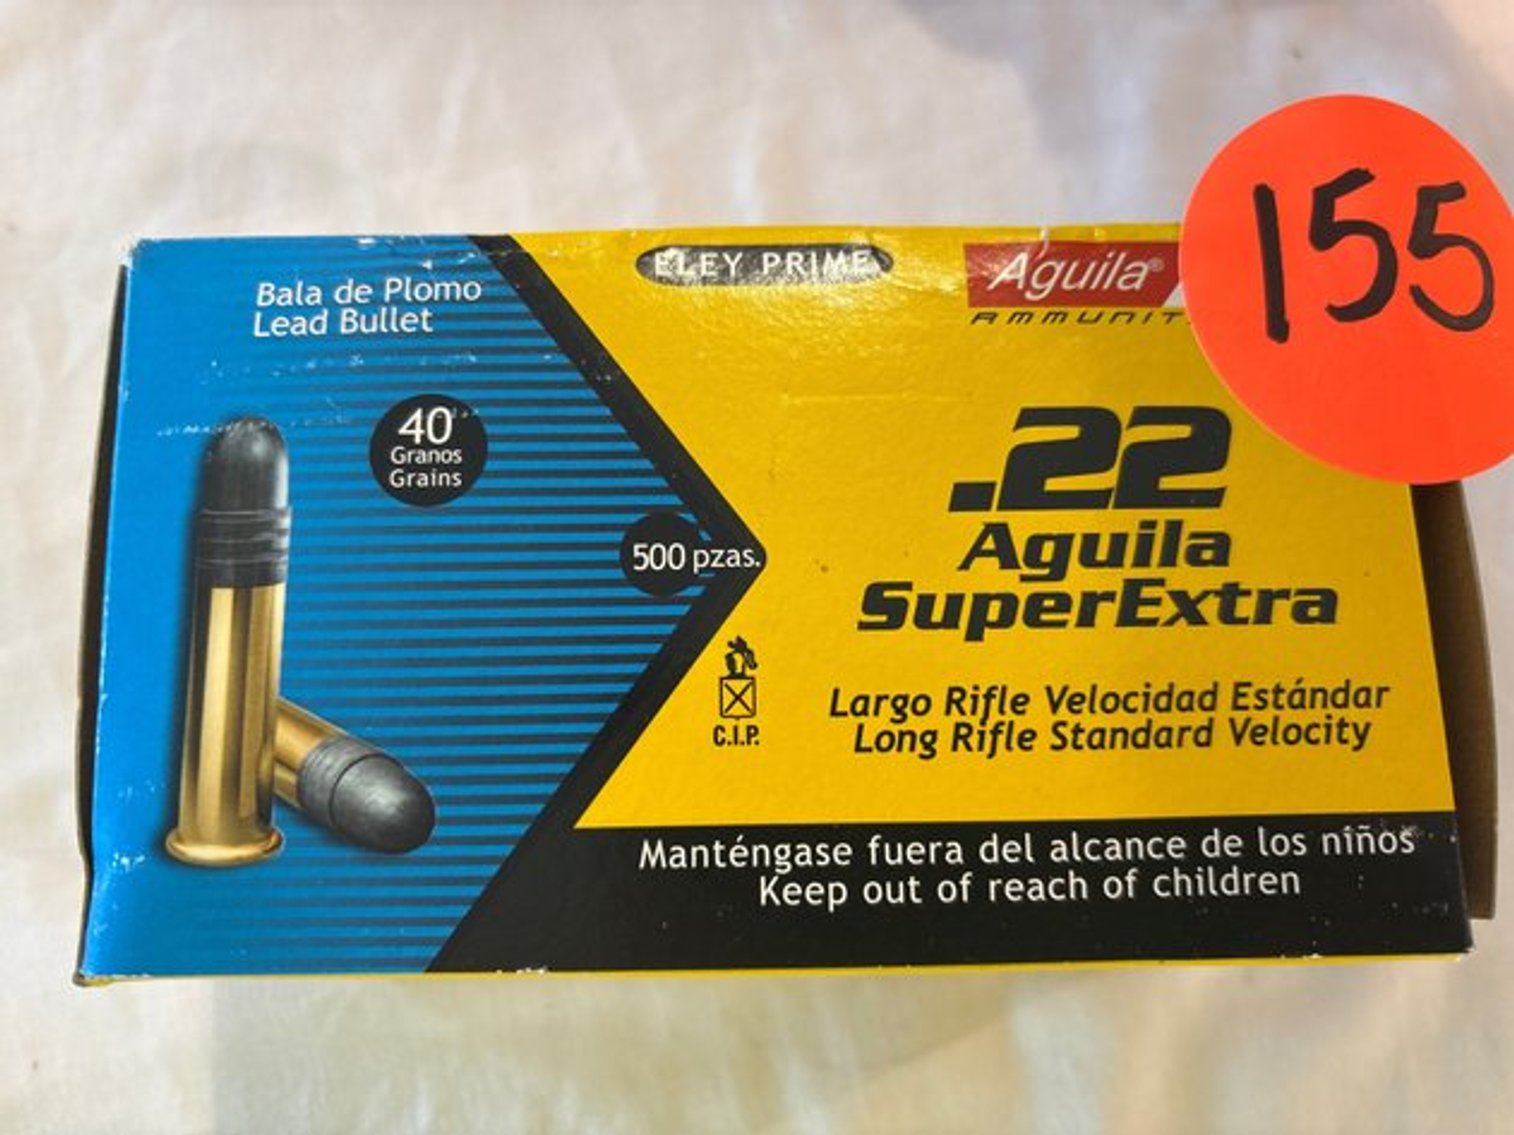 ELEY PRIME
Aguila®
155
Bala de Plomo
Lead Bullet
40
Granos
Grains
.22
Aguila
SuperExtra
500 pzas.
Largo Rifle Velocidad Estándar
Long Rifle Standard Velocity
C.I.P.
Manténgase fuera del alcance de los niños
Keep out of reach of children